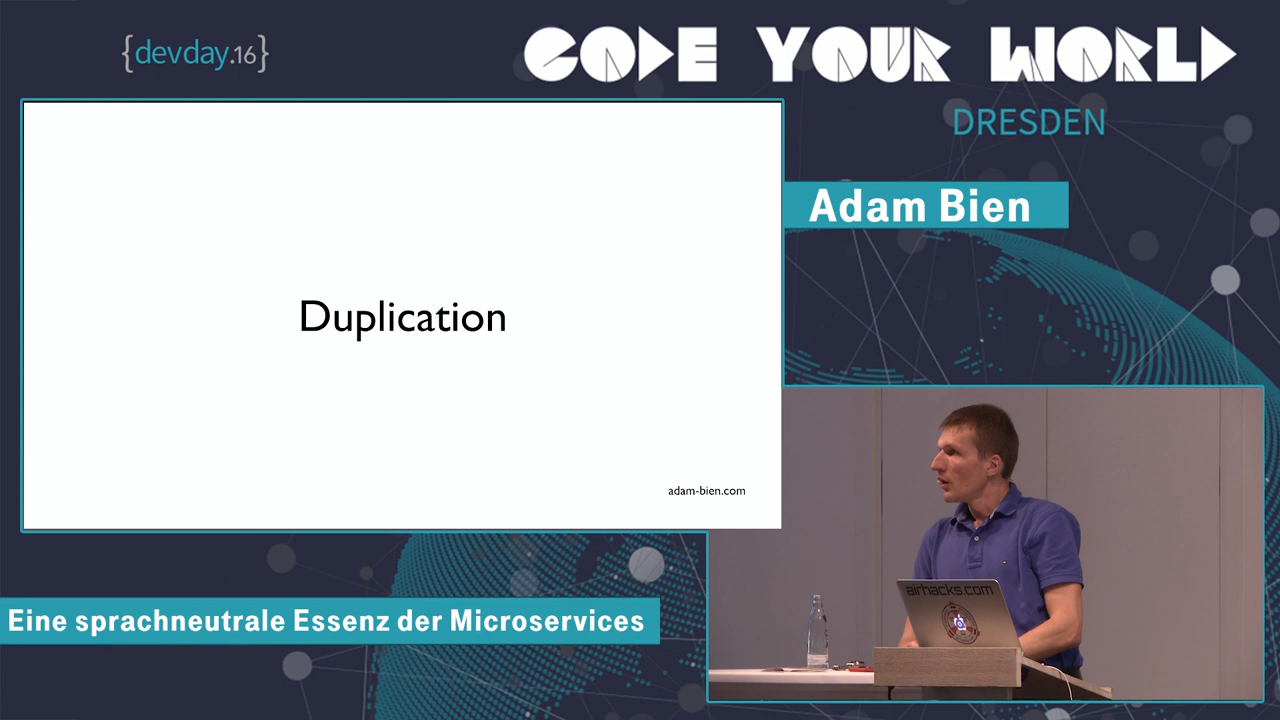 {devday.16}
CODE YOUR WORLD
DRESDEN
Adam Bien
Duplication
adam-bien.com
airhacks.com
Eine sprachneutrale Essenz der Microservices